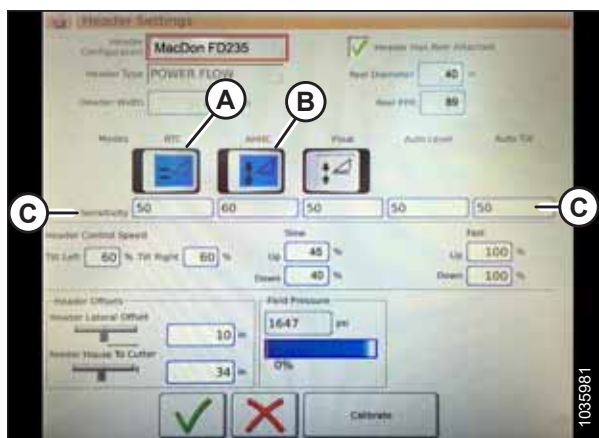 Header Settings
Header Configuration MacDon FD235 Header Has Reel Attached
Header Type POWER FLOW Reel Diameter 40 in
Header Width Reel PPR 89
A B
Modes RTC AHHC Float Auto Level Auto Tilt
C Sensitivity 50 60 50 50 50 C
Header Control Speed Slow Fast
Tilt Left 60 % Tilt Right 60 % Up 45 % Up 100 %
Down 40 % Down 100 %
Header Offsets Field Pressure
Header Lateral Offset 10 in 1647 psi
Feeder House To Cutter 34 in 0%
Calibrate
1035981